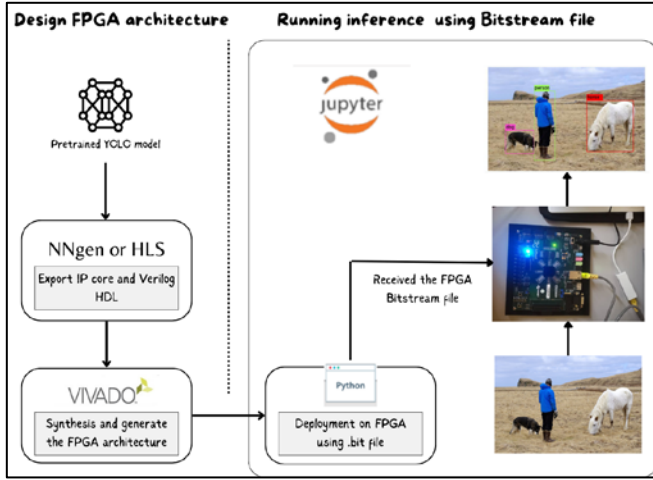 Design FPGA architecture
Running inference using Bitstream file
jupyter
Pretrained YOLO model
NNgen or HLS
Export IP core and Verilog
HDL
VIVADO
Synthesis and generate
the FPGA architecture
Python
Deployment on FPGA
using .bit file
Received the FPGA
Bitstream file
person
dog